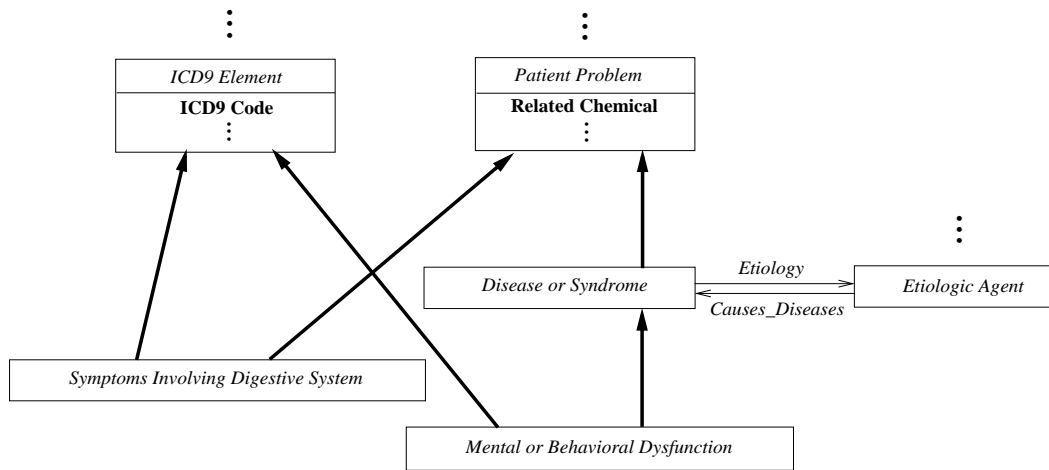 ICD9 Element
ICD9 Code
Patient Problem
Related Chemical
Disease or Syndrome
Etiology
Causes_Diseases
Etiologic Agent
Symptoms Involving Digestive System
Mental or Behavioral Dysfunction